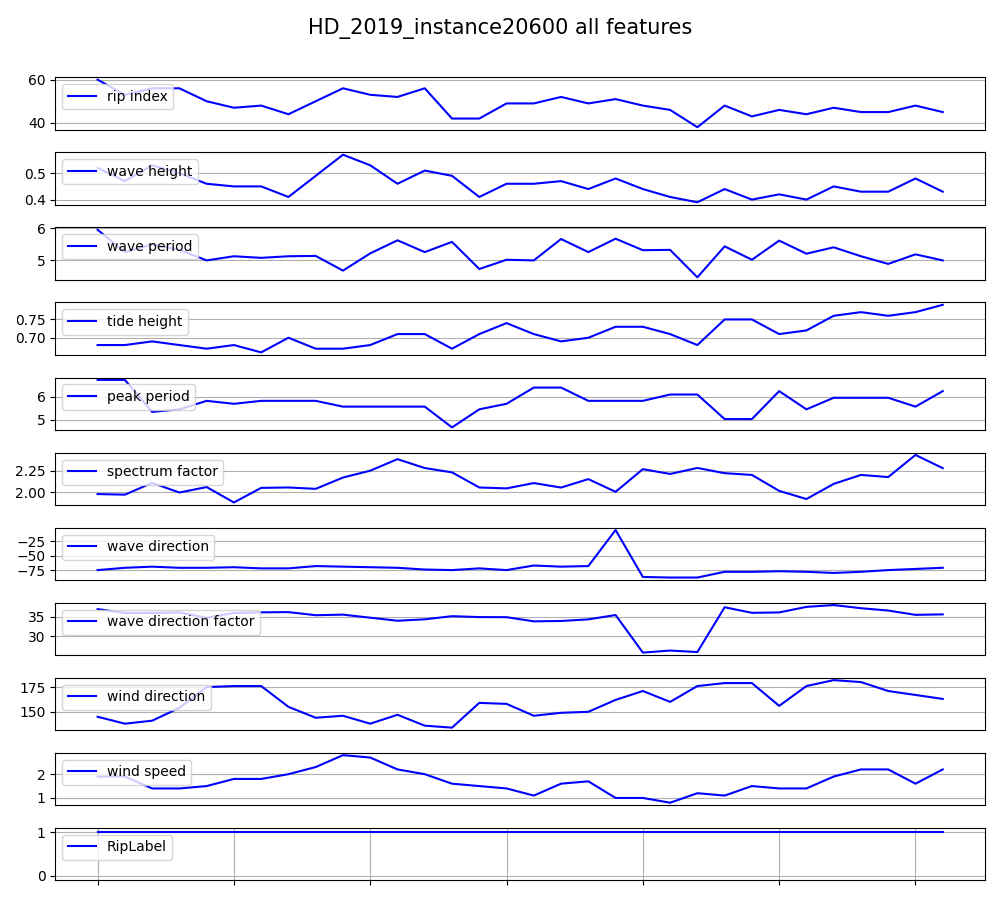 HD_2019_instance20600 all features
60
40
rip index
0.5
0.4
wave height
6
5
wave period
0.75
0.70
tide height
6
5
peak period
2.25
2.00
spectrum factor
−25
−50
−75
wave direction
35
30
wave direction factor
175
150
wind direction
2
1
wind speed
1
0
RipLabel